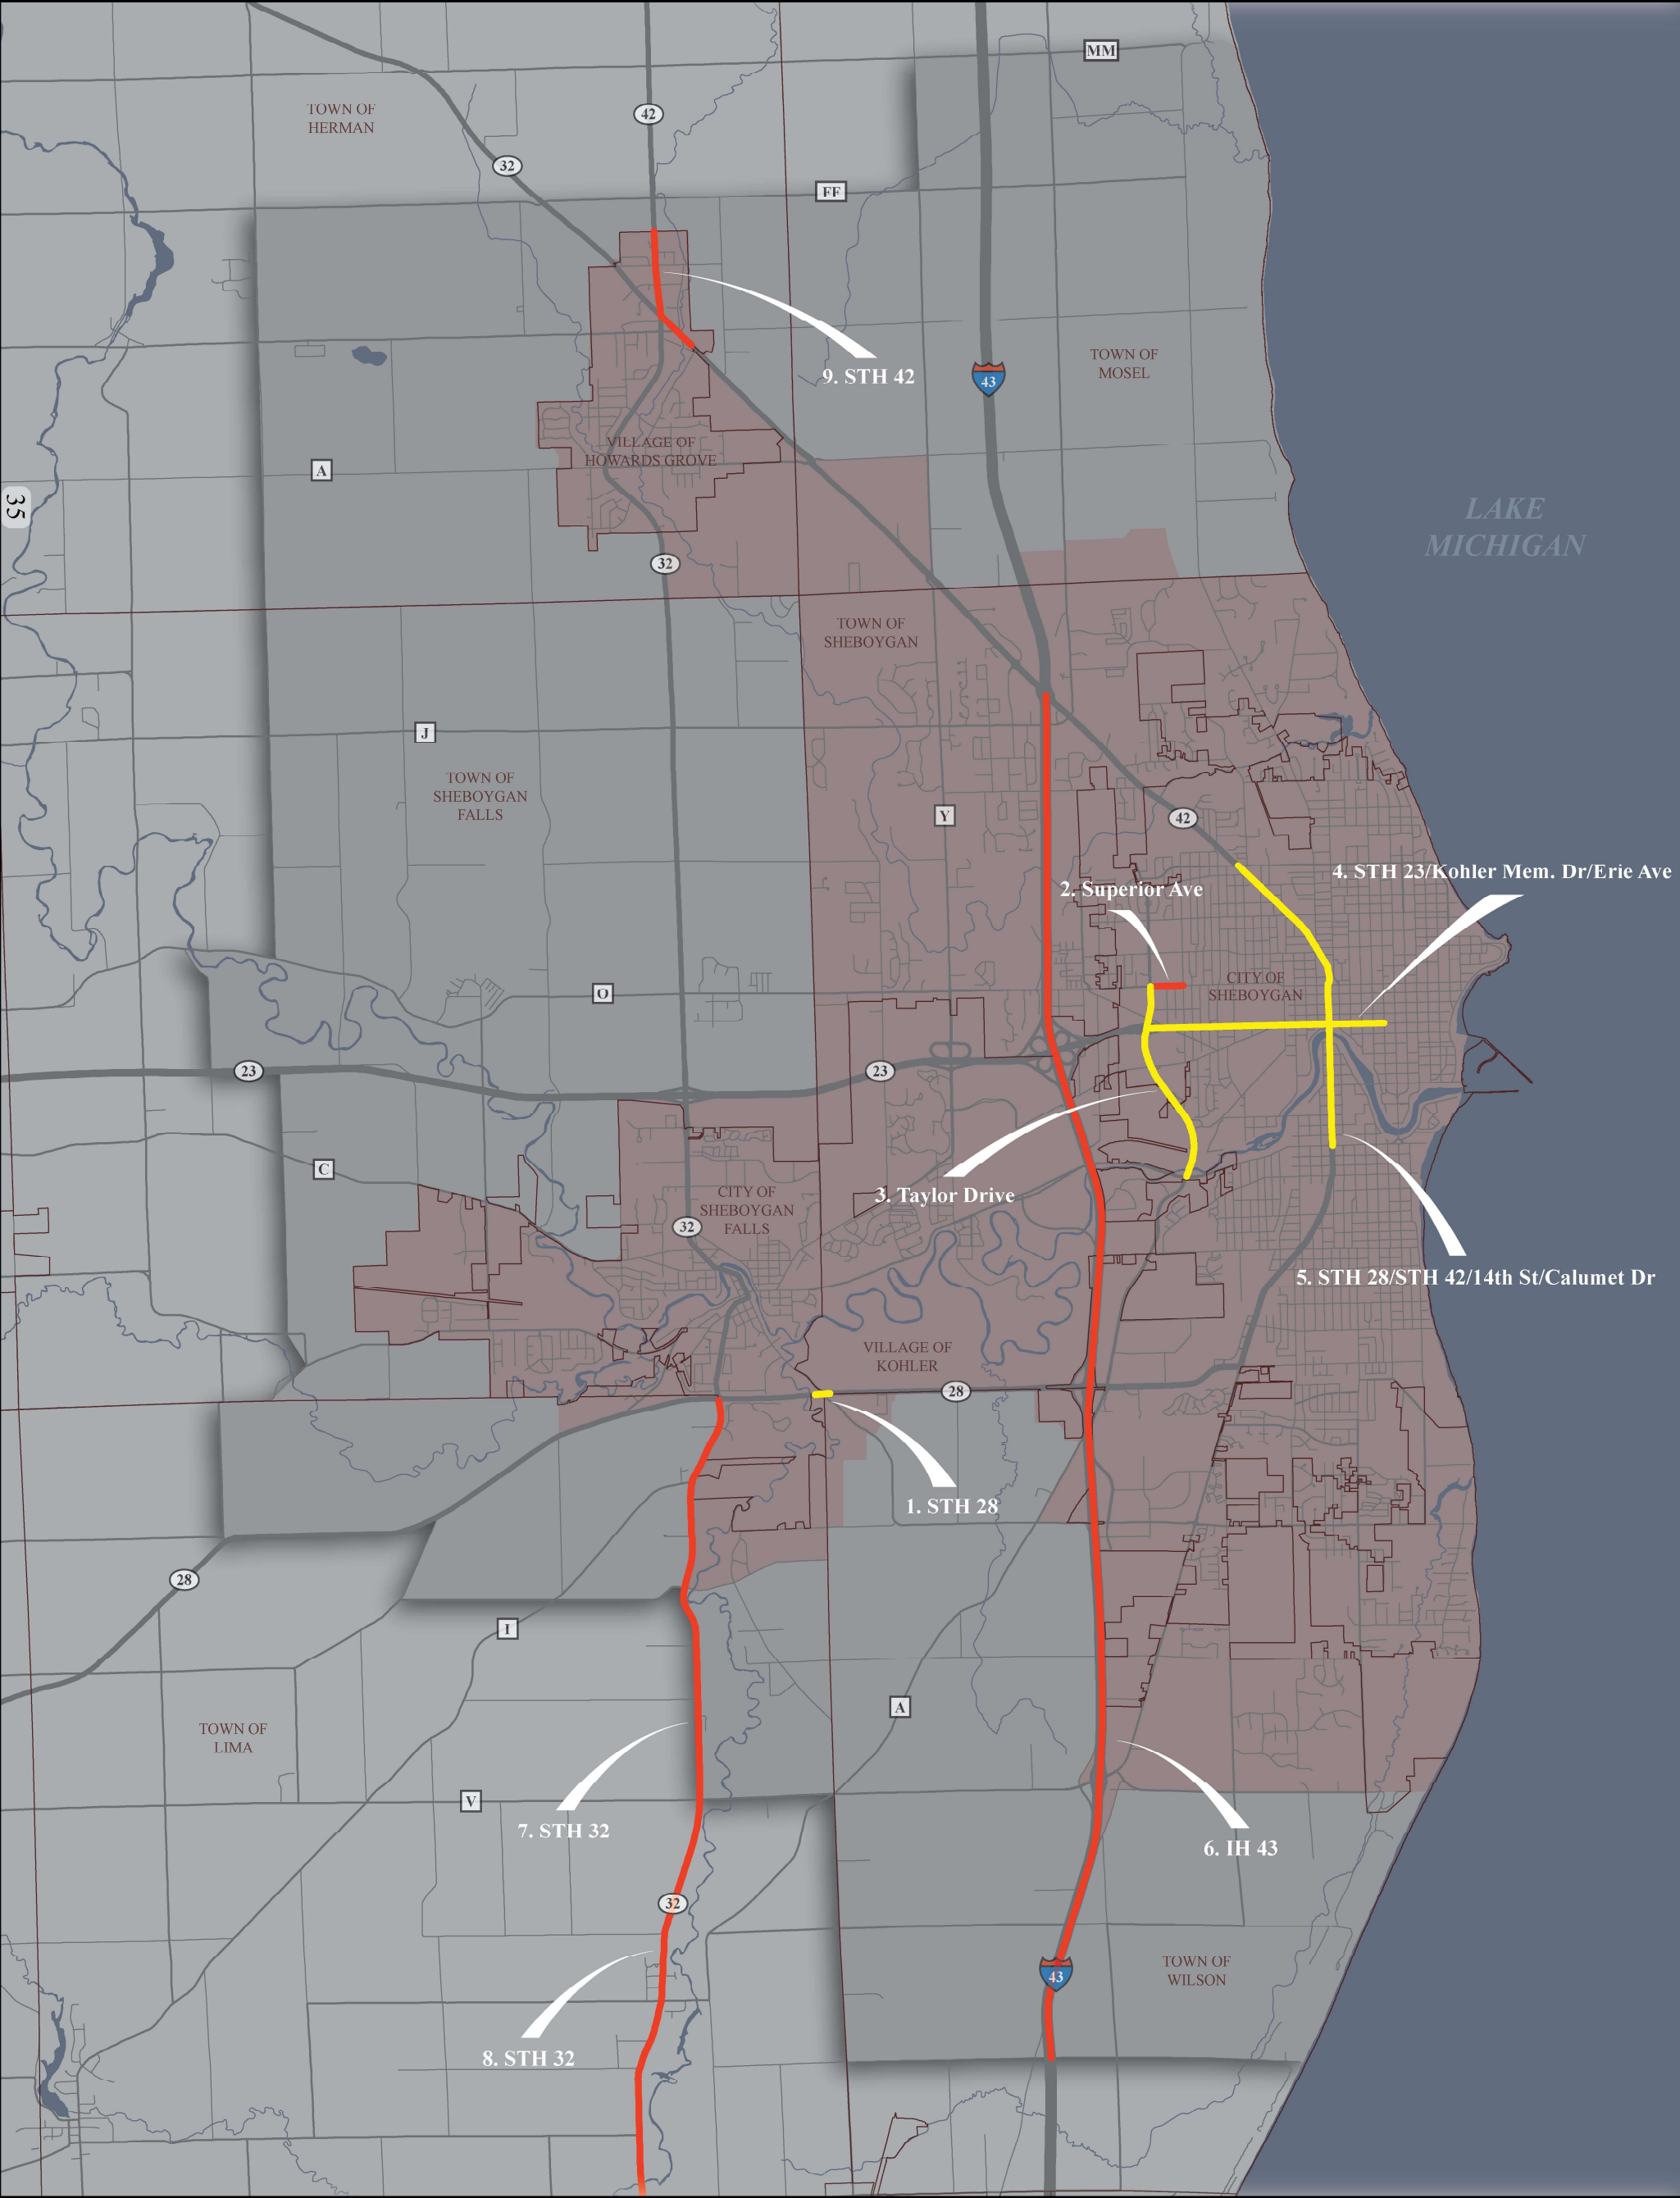 MM
TOWN OF
HERMAN
42
32
FF
TOWN OF
MOSEL
9. STH 42
43
VILLAGE OF
HOWARDS GROVE
A
35
LAKE
MICHIGAN
32
TOWN OF
SHEBOYGAN
J
TOWN OF
SHEBOYGAN
FALLS
Y
42
4. STH 23/Kohler Mem. Dr/Erie Ave
2. Superior Ave
CITY OF
SHEBOYGAN
O
23
23
C
3. Taylor Drive
CITY OF
SHEBOYGAN
FALLS
32
5. STH 28/STH 42/14th St/Calumet Dr
VILLAGE OF
KOHLER
28
1. STH 28
28
I
A
TOWN OF
LIMA
V
7. STH 32
6. IH 43
32
43
TOWN OF
WILSON
8. STH 32